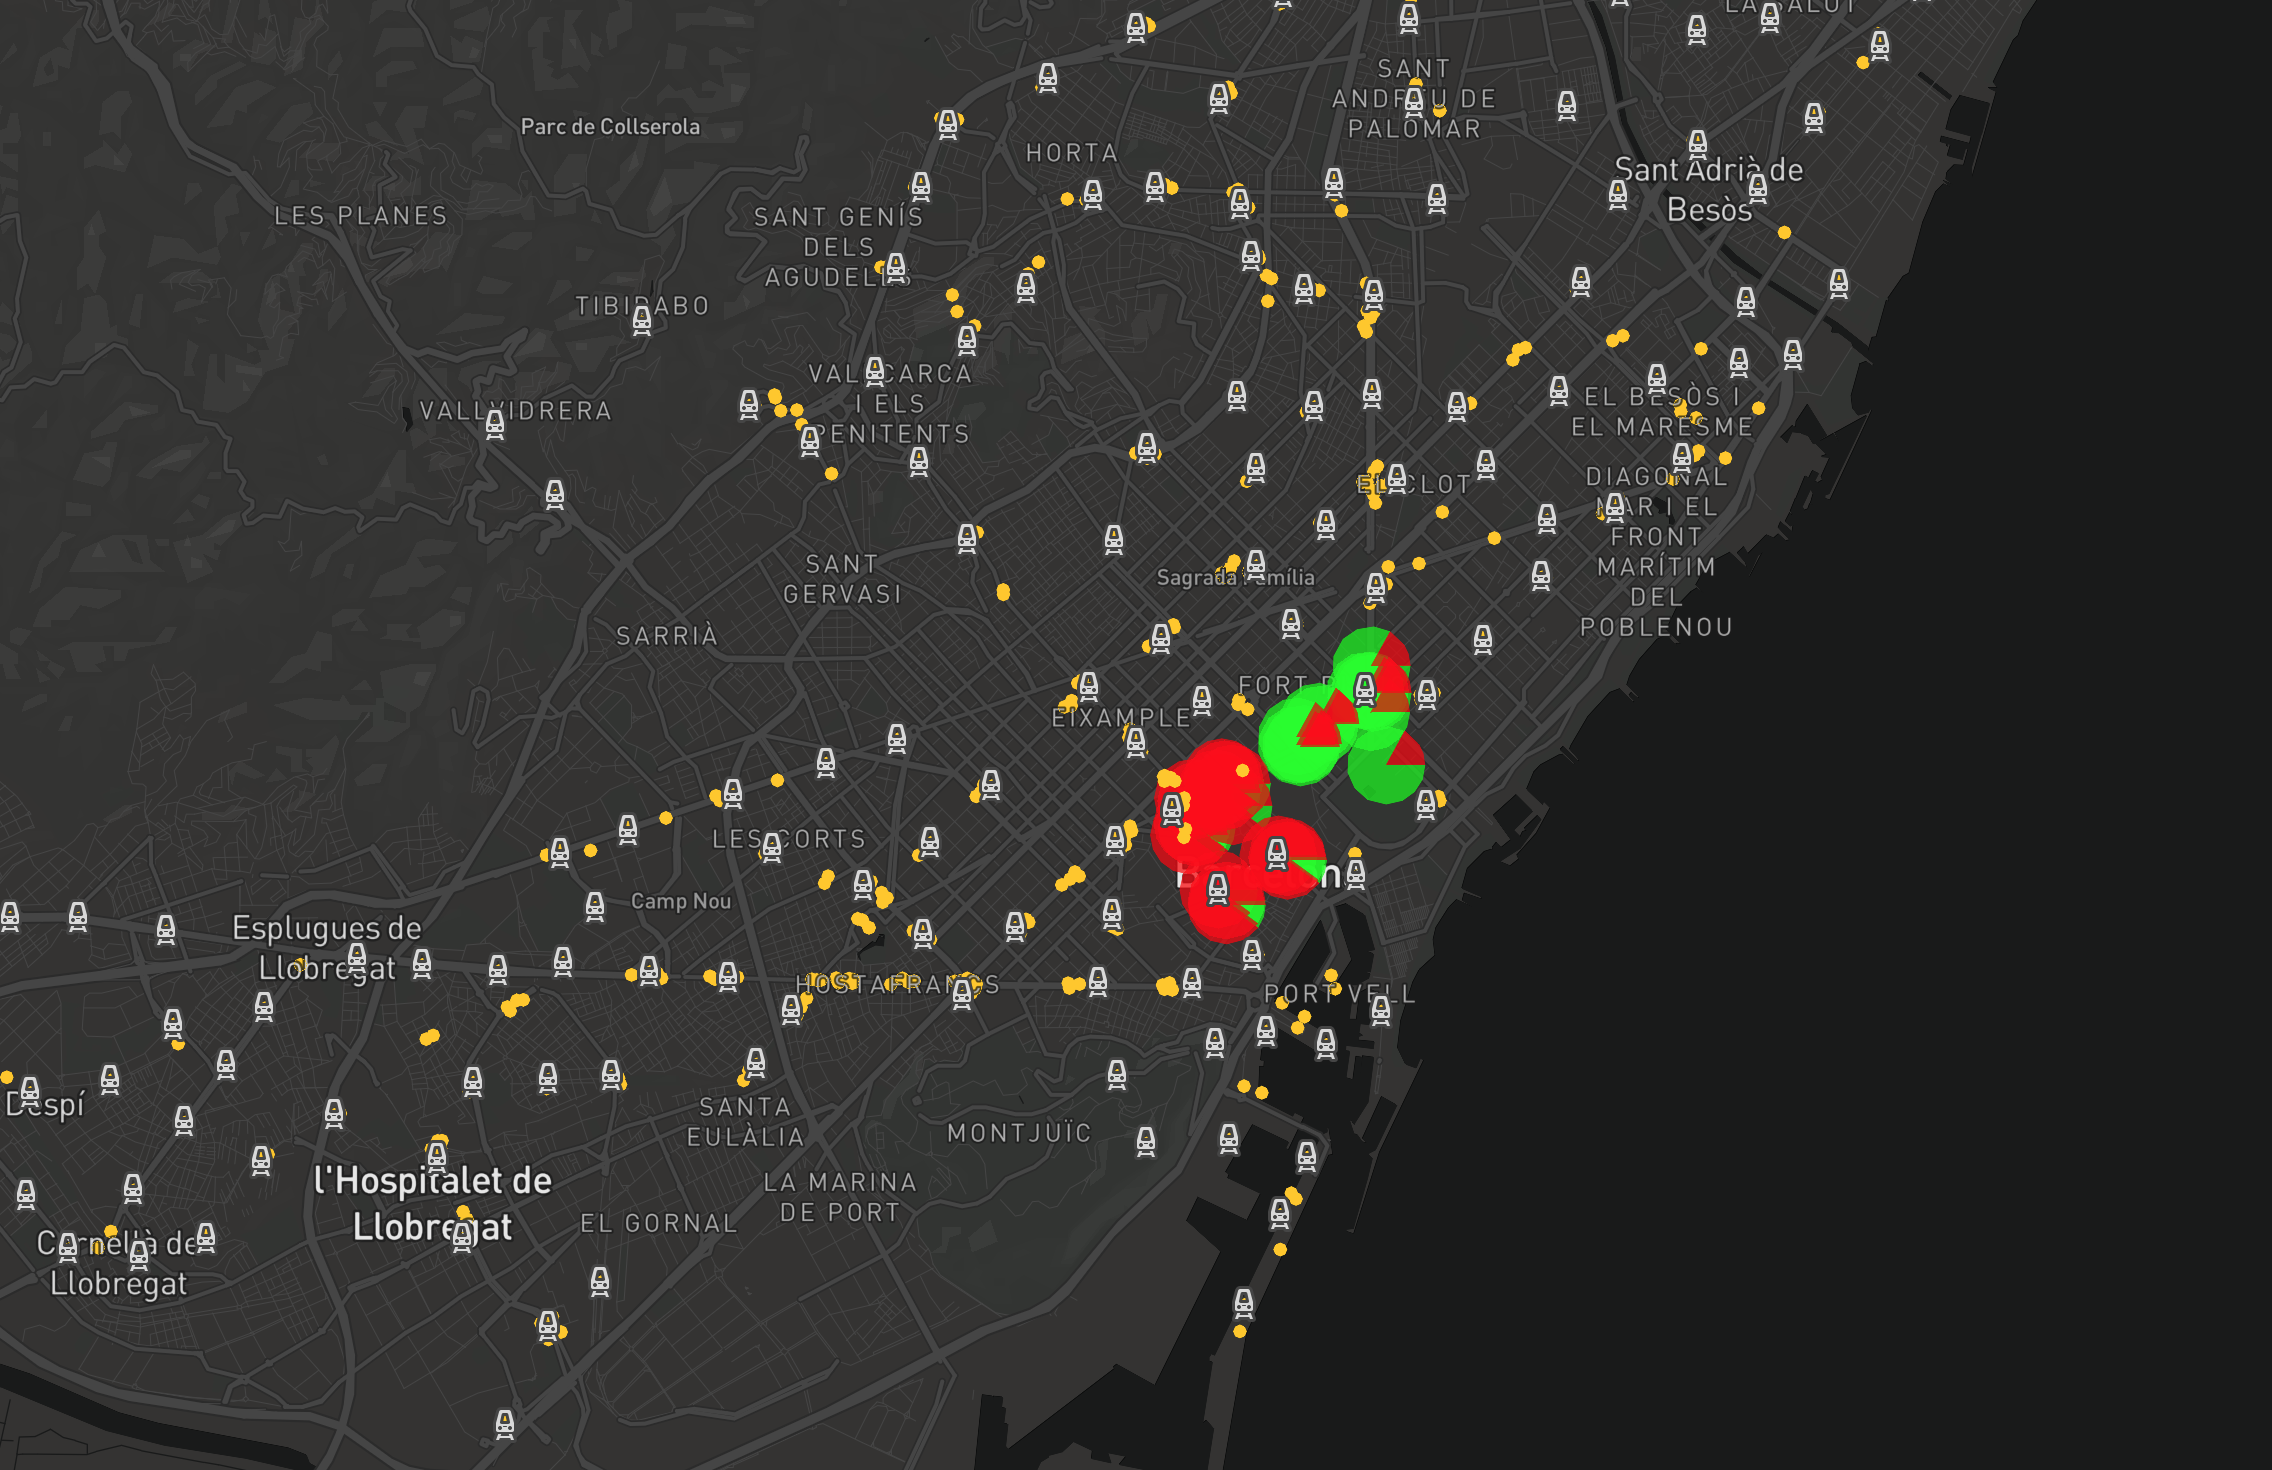 LA SALUT
SANT
ANDREU DE
PALOMAR
Parc de Collserola
HORTA
Sant Adrià de
Besòs
LES PLANES
SANT GENÍS
DELS
AGUDELLS
TIBIDABO
VALLCARCA
I ELS
PENITENTS
VALLVIDRERA
EL BESÒS I
EL MARESME
EL CLOT
DIAGONAL
MAR I EL
FRONT
MARÍTIM
DEL
POBLENOU
SANT
GERVASI
Sagrada Família
SARRIÀ
FORT P
EIXAMPLE
LES CORTS
Camp Nou
Esplugues de
Llobregat
HOSTAFRANCS
PORT VELL
Despí
SANTA
EULÀLIA
MONTJUÏC
l'Hospitalet de
Llobregat
LA MARINA
DE PORT
EL GORNAL
Cornellà de
Llobregat